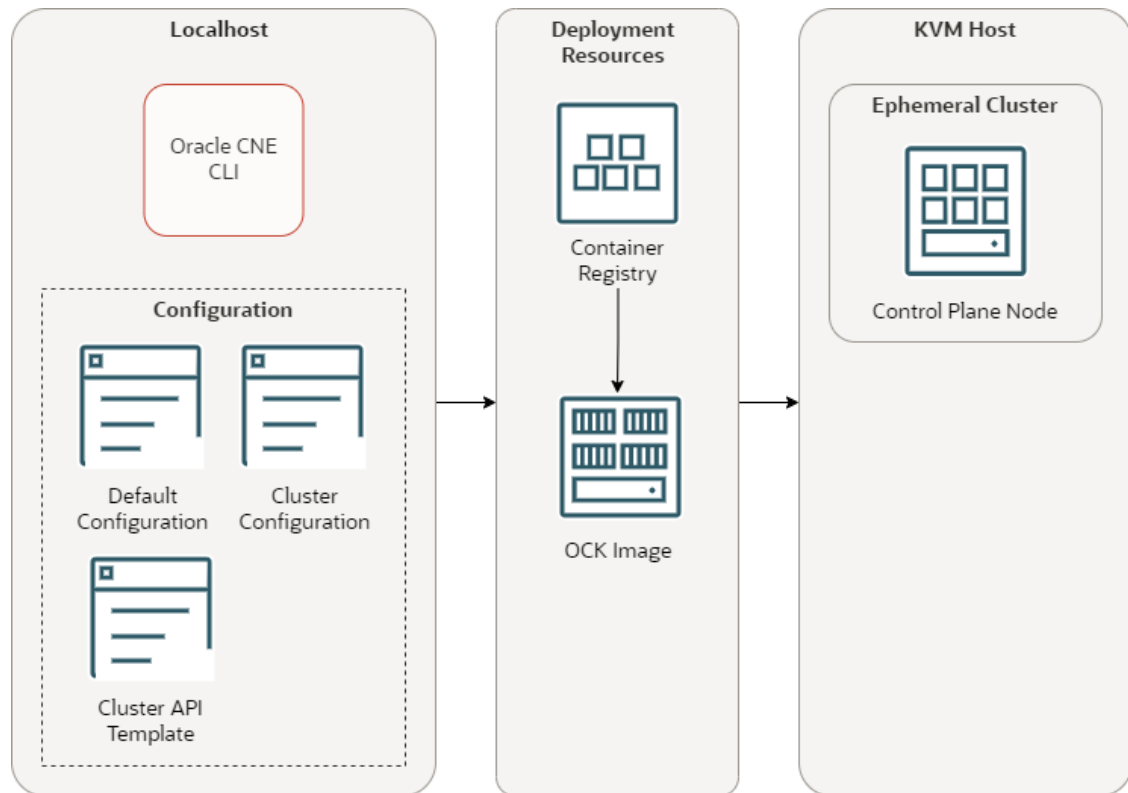 Localhost
Oracle CNE
CLI
Configuration
Default
Configuration
Cluster
Configuration
Cluster API
Template
Deployment
Resources
Container
Registry
OCK Image
KVM Host
Ephemeral Cluster
Control Plane Node